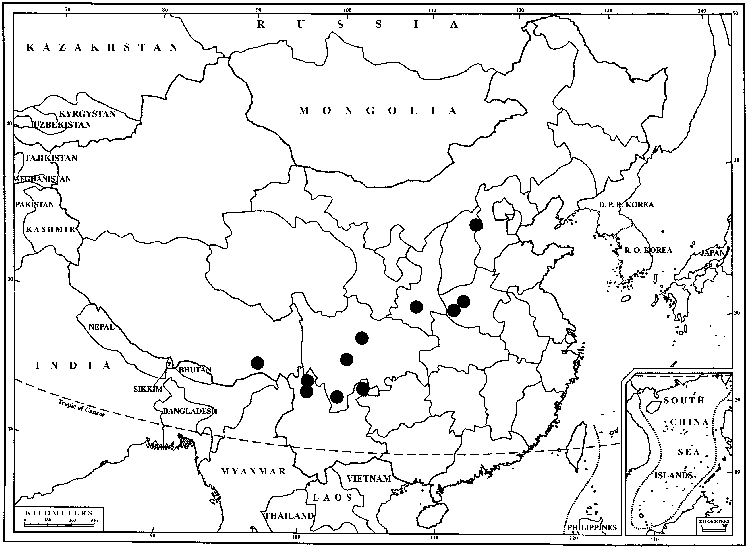 R U S S I A
K A Z A K H S T A N
M O N G O L I A
KYRGYSTAN
UZBEKISTAN
TAJIKISTAN
PAKISTAN
KASHMIR
D. P. R. KOREA
R. O. KOREA
JAPAN
NEPAL
I N D I A
BHUTAN
SIKKIM
BANGLADESH
Tropic of Cancer
MYANMAR
VIETNAM
LAOS
THAILAND
PHILIPPINES
SOUTH
CHINA
SEA
ISLANDS
KILOMETERS